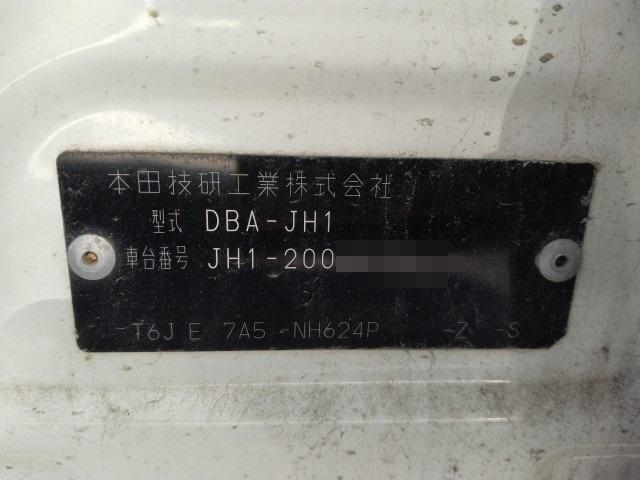 本田技研工業株式会社
型式 DBA-JH1
車台番号 JH1-200
T6J E 7A5 -NH624P -Z -S